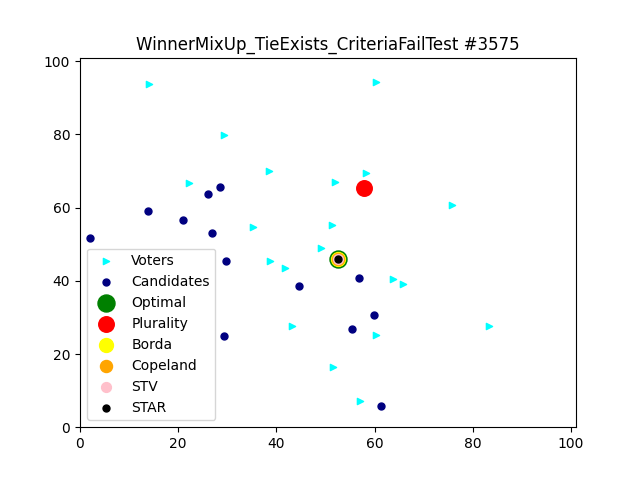 WinnerMixUp_TieExists_CriteriaFailTest #3575
100
80
60
40
20
0
Voters
Candidates
Optimal
Plurality
Borda
Copeland
STV
STAR
0 20 40 60 80 100